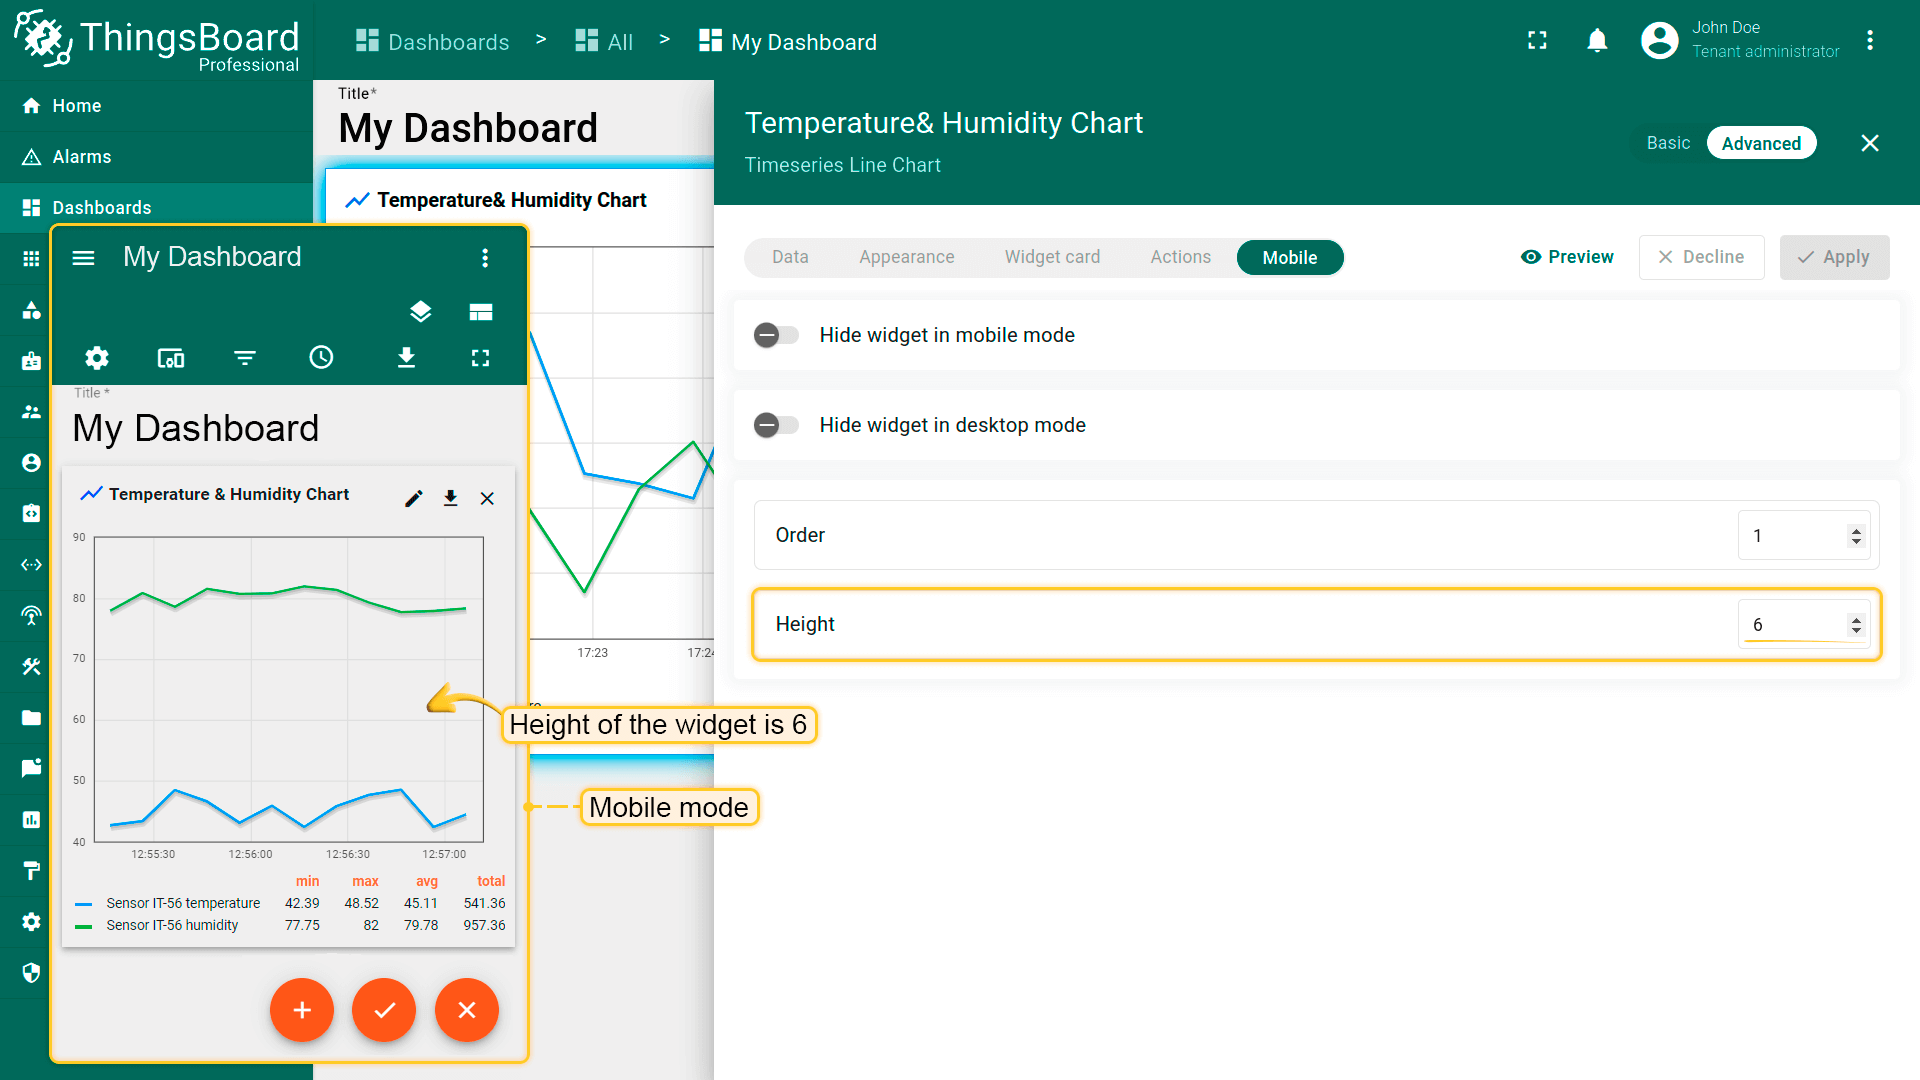 ThingsBoard
Professional
Dashboards > All > My Dashboard
John Doe
Tenant administrator
Home
Alarms
Dashboards
Title*
My Dashboard
Temperature& Humidity Chart
17:23
17:24
Temperature& Humidity Chart
Timeseries Line Chart
Basic
Advanced
Data
Appearance
Widget card
Actions
Mobile
Preview
Decline
Apply
Hide widget in mobile mode
Hide widget in desktop mode
Order
1
Height
6
My Dashboard
Title *
My Dashboard
Temperature & Humidity Chart
90
80
70
60
50
40
12:55:30
12:56:00
12:56:30
12:57:00
min max avg total
Sensor IT-56 temperature 42.39 48.52 45.11 541.36
Sensor IT-56 humidity 77.75 82 79.78 957.36
Height of the widget is 6
Mobile mode